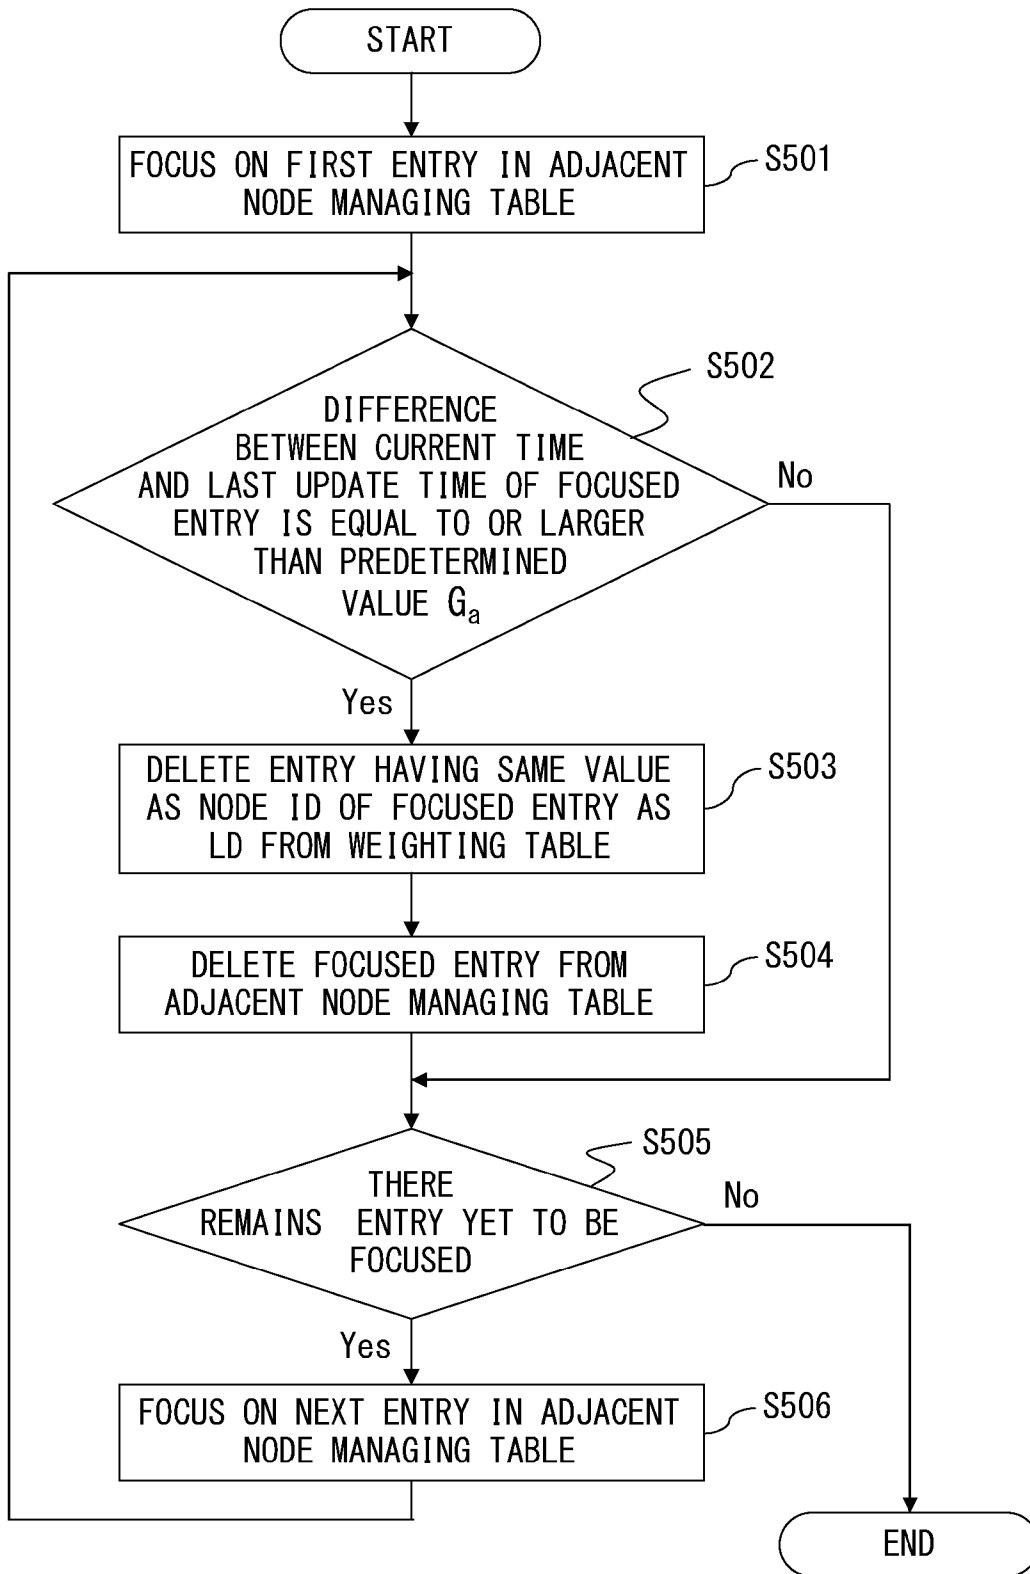 START
FOCUS ON FIRST ENTRY IN ADJACENT
NODE MANAGING TABLE
S501
S502
DIFFERENCE
BETWEEN CURRENT TIME
AND LAST UPDATE TIME OF FOCUSED
ENTRY IS EQUAL TO OR LARGER
THAN PREDETERMINED
VALUE Ga
No
Yes
DELETE ENTRY HAVING SAME VALUE
AS NODE ID OF FOCUSED ENTRY AS
LD FROM WEIGHTING TABLE
S503
DELETE FOCUSED ENTRY FROM
ADJACENT NODE MANAGING TABLE
S504
S505
THERE
REMAINS ENTRY YET TO BE
FOCUSED
No
Yes
FOCUS ON NEXT ENTRY IN ADJACENT
NODE MANAGING TABLE
S506
END